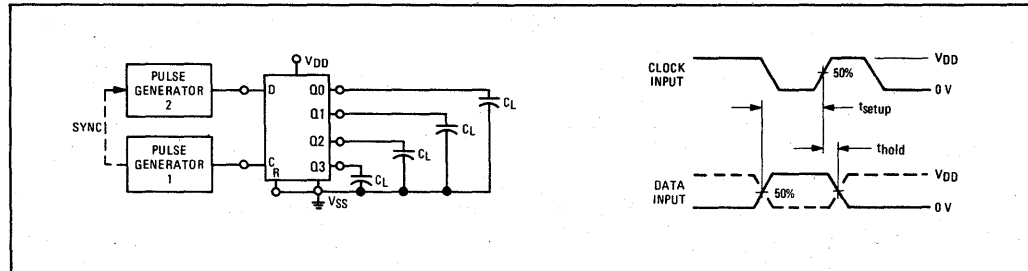 VDD
PULSE
GENERATOR
2
D
Q0
Q1
Q2
Q3
CL
CL
CL
CL
SYNC
PULSE
GENERATOR
1
C
R
VSS
CLOCK
INPUT
50%
VDD
0 V
tsetup
thold
DATA
INPUT
50%
VDD
0 V